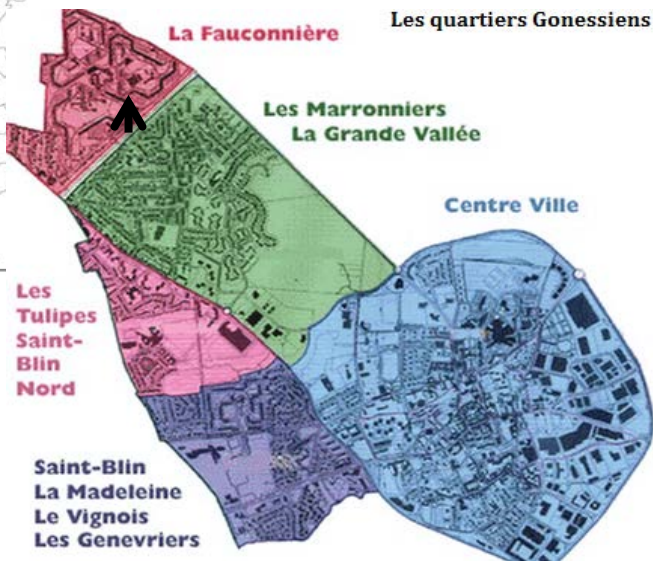 Les quartiers Gonessiens
La Fauconnière
Les Marronniers
La Grande Vallée
Centre Ville
Les
Tulipes
Saint-
Blin
Nord
Saint-Blin
La Madeleine
Le Vignois
Les Genevriers